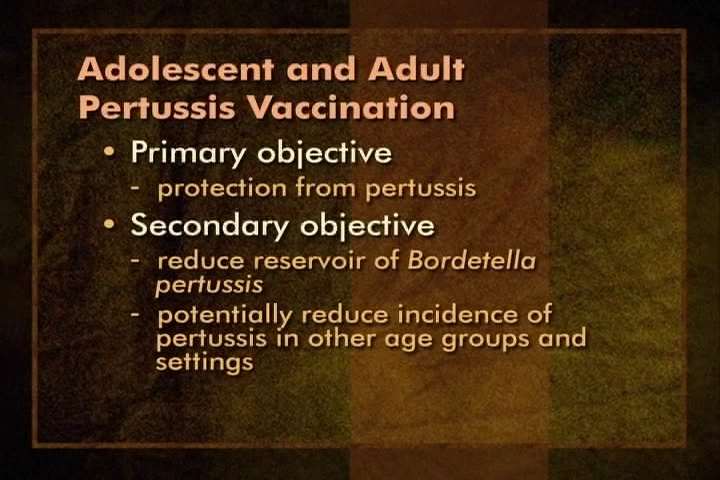 Adolescent and Adult
Pertussis Vaccination
• Primary objective
- protection from pertussis
• Secondary objective
- reduce reservoir of Bordetella
pertussis
- potentially reduce incidence of
pertussis in other age groups and
settings